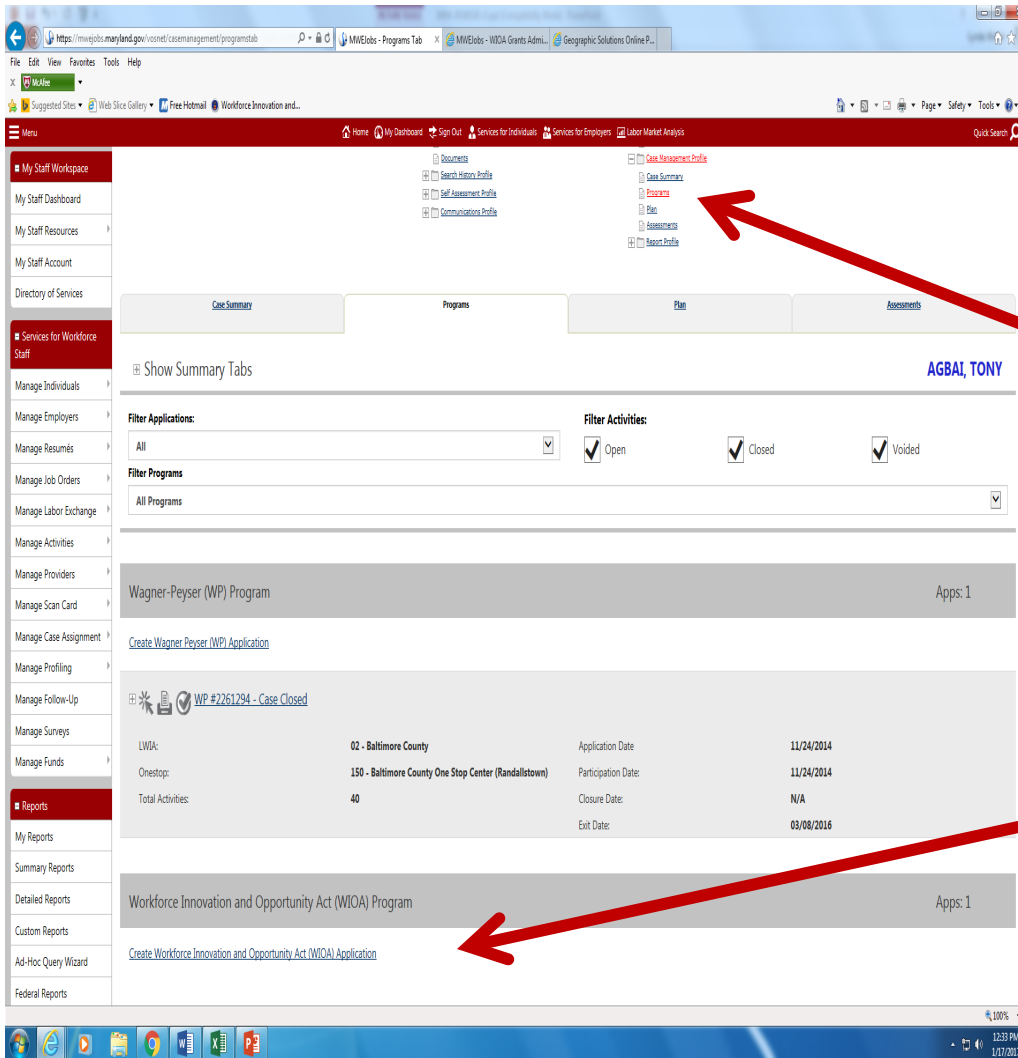 https://mwejobs.maryland.gov/vosnet/casemanagement/programstab
MWEJobs - Programs Tab
MWEJobs - WIOA Grants Admi...
Geographic Solutions Online P...
File Edit View Favorites Tools Help
X McAfee
Suggested Sites Web Slice Gallery Free Hotmail Workforce Innovation and...
Page Safety Tools
Menu
Home My Dashboard Sign Out Services for Individuals Services for Employers Labor Market Analysis
Quick Search
My Staff Workspace
My Staff Dashboard
My Staff Resources
My Staff Account
Directory of Services
Services for Workforce
Staff
Manage Individuals
Manage Employers
Manage Resumés
Manage Job Orders
Manage Labor Exchange
Manage Activities
Manage Providers
Manage Scan Card
Manage Case Assignment
Manage Profiling
Manage Follow-Up
Manage Surveys
Manage Funds
Reports
My Reports
Summary Reports
Detailed Reports
Custom Reports
Ad-Hoc Query Wizard
Federal Reports
Documents
Search History Profile
Self Assessment Profile
Communications Profile
Case Management Profile
Case Summary
Programs
Plan
Assessments
Report Profile
Case Summary
Programs
Plan
Assessments
Show Summary Tabs
AGBAI, TONY
Filter Applications:
All
Filter Activities:
Open Closed Voided
Filter Programs
All Programs
Wagner-Peyser (WP) Program
Apps: 1
Create Wagner Peyser (WP) Application
WP #2261294 - Case Closed
LWIA: 02 - Baltimore County Application Date 11/24/2014
Onestop: 150 - Baltimore County One Stop Center (Randallstown) Participation Date: 11/24/2014
Total Activities: 40 Closure Date: N/A
Exit Date: 03/08/2016
Workforce Innovation and Opportunity Act (WIOA) Program
Apps: 1
Create Workforce Innovation and Opportunity Act (WIOA) Application
100%
12:33 PM